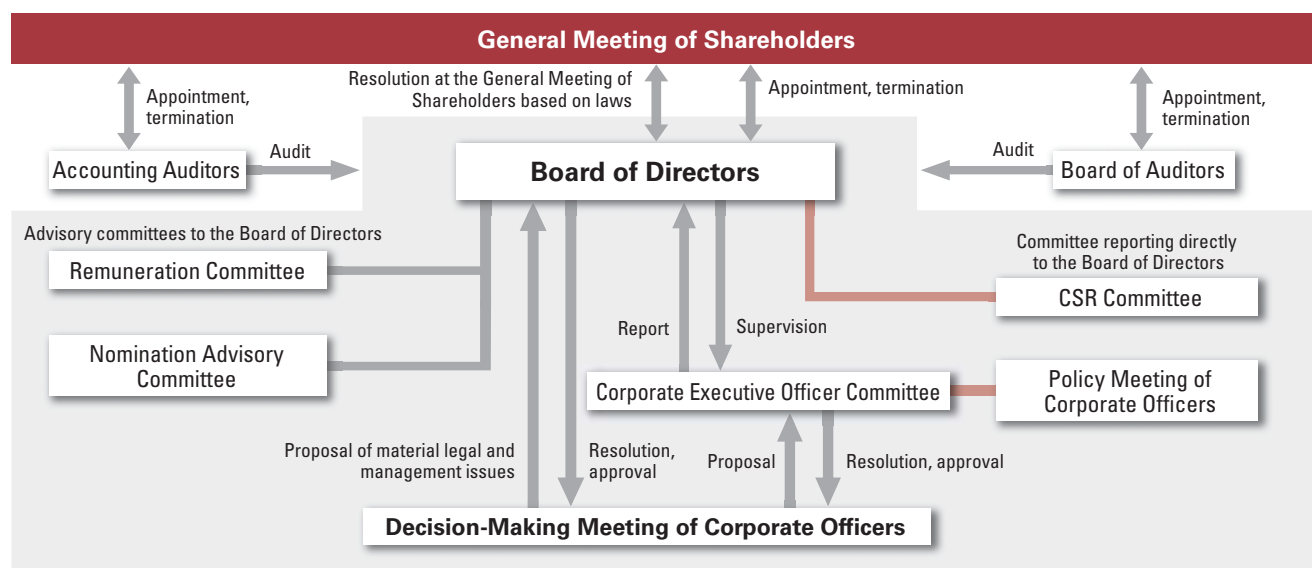 General Meeting of Shareholders
Appointment,
termination
Resolution at the General Meeting of
Shareholders based on laws
Appointment, termination
Appointment,
termination
Accounting Auditors
Audit
Board of Directors
Audit
Board of Auditors
Advisory committees to the Board of Directors
Remuneration Committee
Committee reporting directly
to the Board of Directors
CSR Committee
Nomination Advisory
Committee
Report
Supervision
Corporate Executive Officer Committee
Policy Meeting of
Corporate Officers
Proposal of material legal and
management issues
Resolution,
approval
Proposal
Resolution, approval
Decision-Making Meeting of Corporate Officers